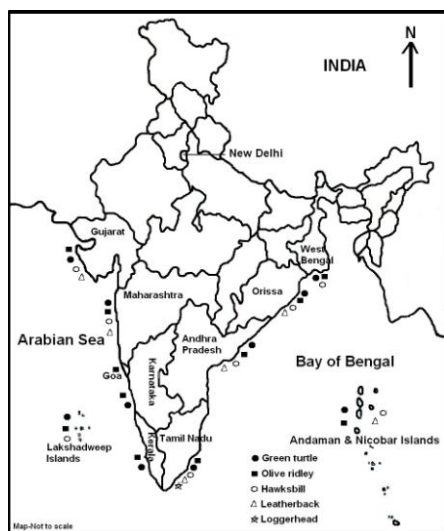 N
INDIA
New Delhi
Gujarat
West
Bengal
Maharashtra
Orissa
Arabian Sea
Andhra
Pradesh
Goa
Karnataka
Bay of Bengal
Kerala
Tamil Nadu
Lakshadweep
Islands
Andaman & Nicobar Islands
Green turtle
Olive ridley
Hawksbill
Leatherback
Loggerhead
Map-Not to scale